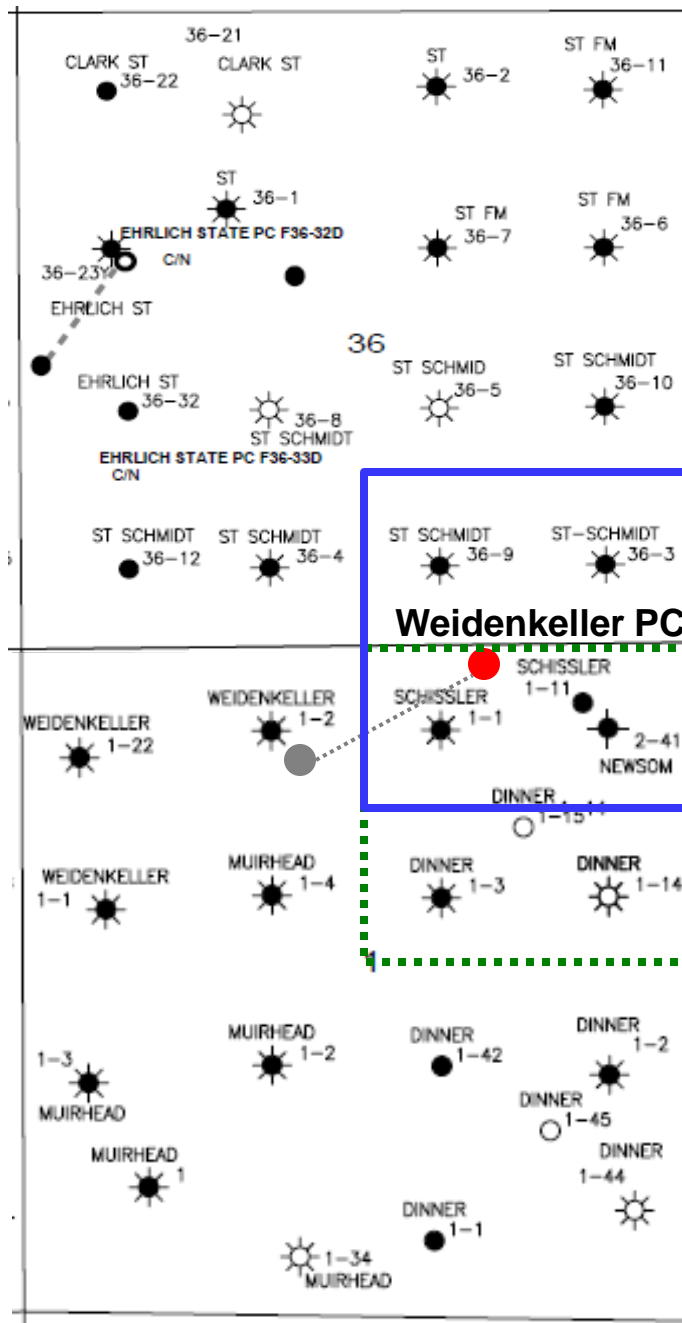 36-21
CLARK ST
36-22
CLARK ST
ST
36-2
ST FM
36-11
ST
36-1
EHRLICH STATE PC F36-32D
C/N
ST FM
36-7
ST FM
36-6
36-23Y
EHRLICH ST
36
EHRLICH ST
36-32
36-8
ST SCHMIDT
ST SCHMID
36-5
ST SCHMIDT
36-10
EHRLICH STATE PC F36-33D
C/N
ST SCHMIDT
36-12
ST SCHMIDT
36-4
ST SCHMIDT
36-9
ST-SCHMIDT
36-3
Weidenkeller PC
WEIDENKELLER
1-22
WEIDENKELLER
1-2
SCHISSLER
1-1
SCHISSLER
1-11
2-41
NEWSOM
DINNER
WEIDENKELLER
1-1
MUIRHEAD
1-4
DINNER
1-3
DINNER
1-14
1
1-3
MUIRHEAD
MUIRHEAD
1-2
DINNER
1-42
DINNER
1-2
DINNER
1-45
MUIRHEAD
1
DINNER
1-44
DINNER
1-1
1-34
MUIRHEAD